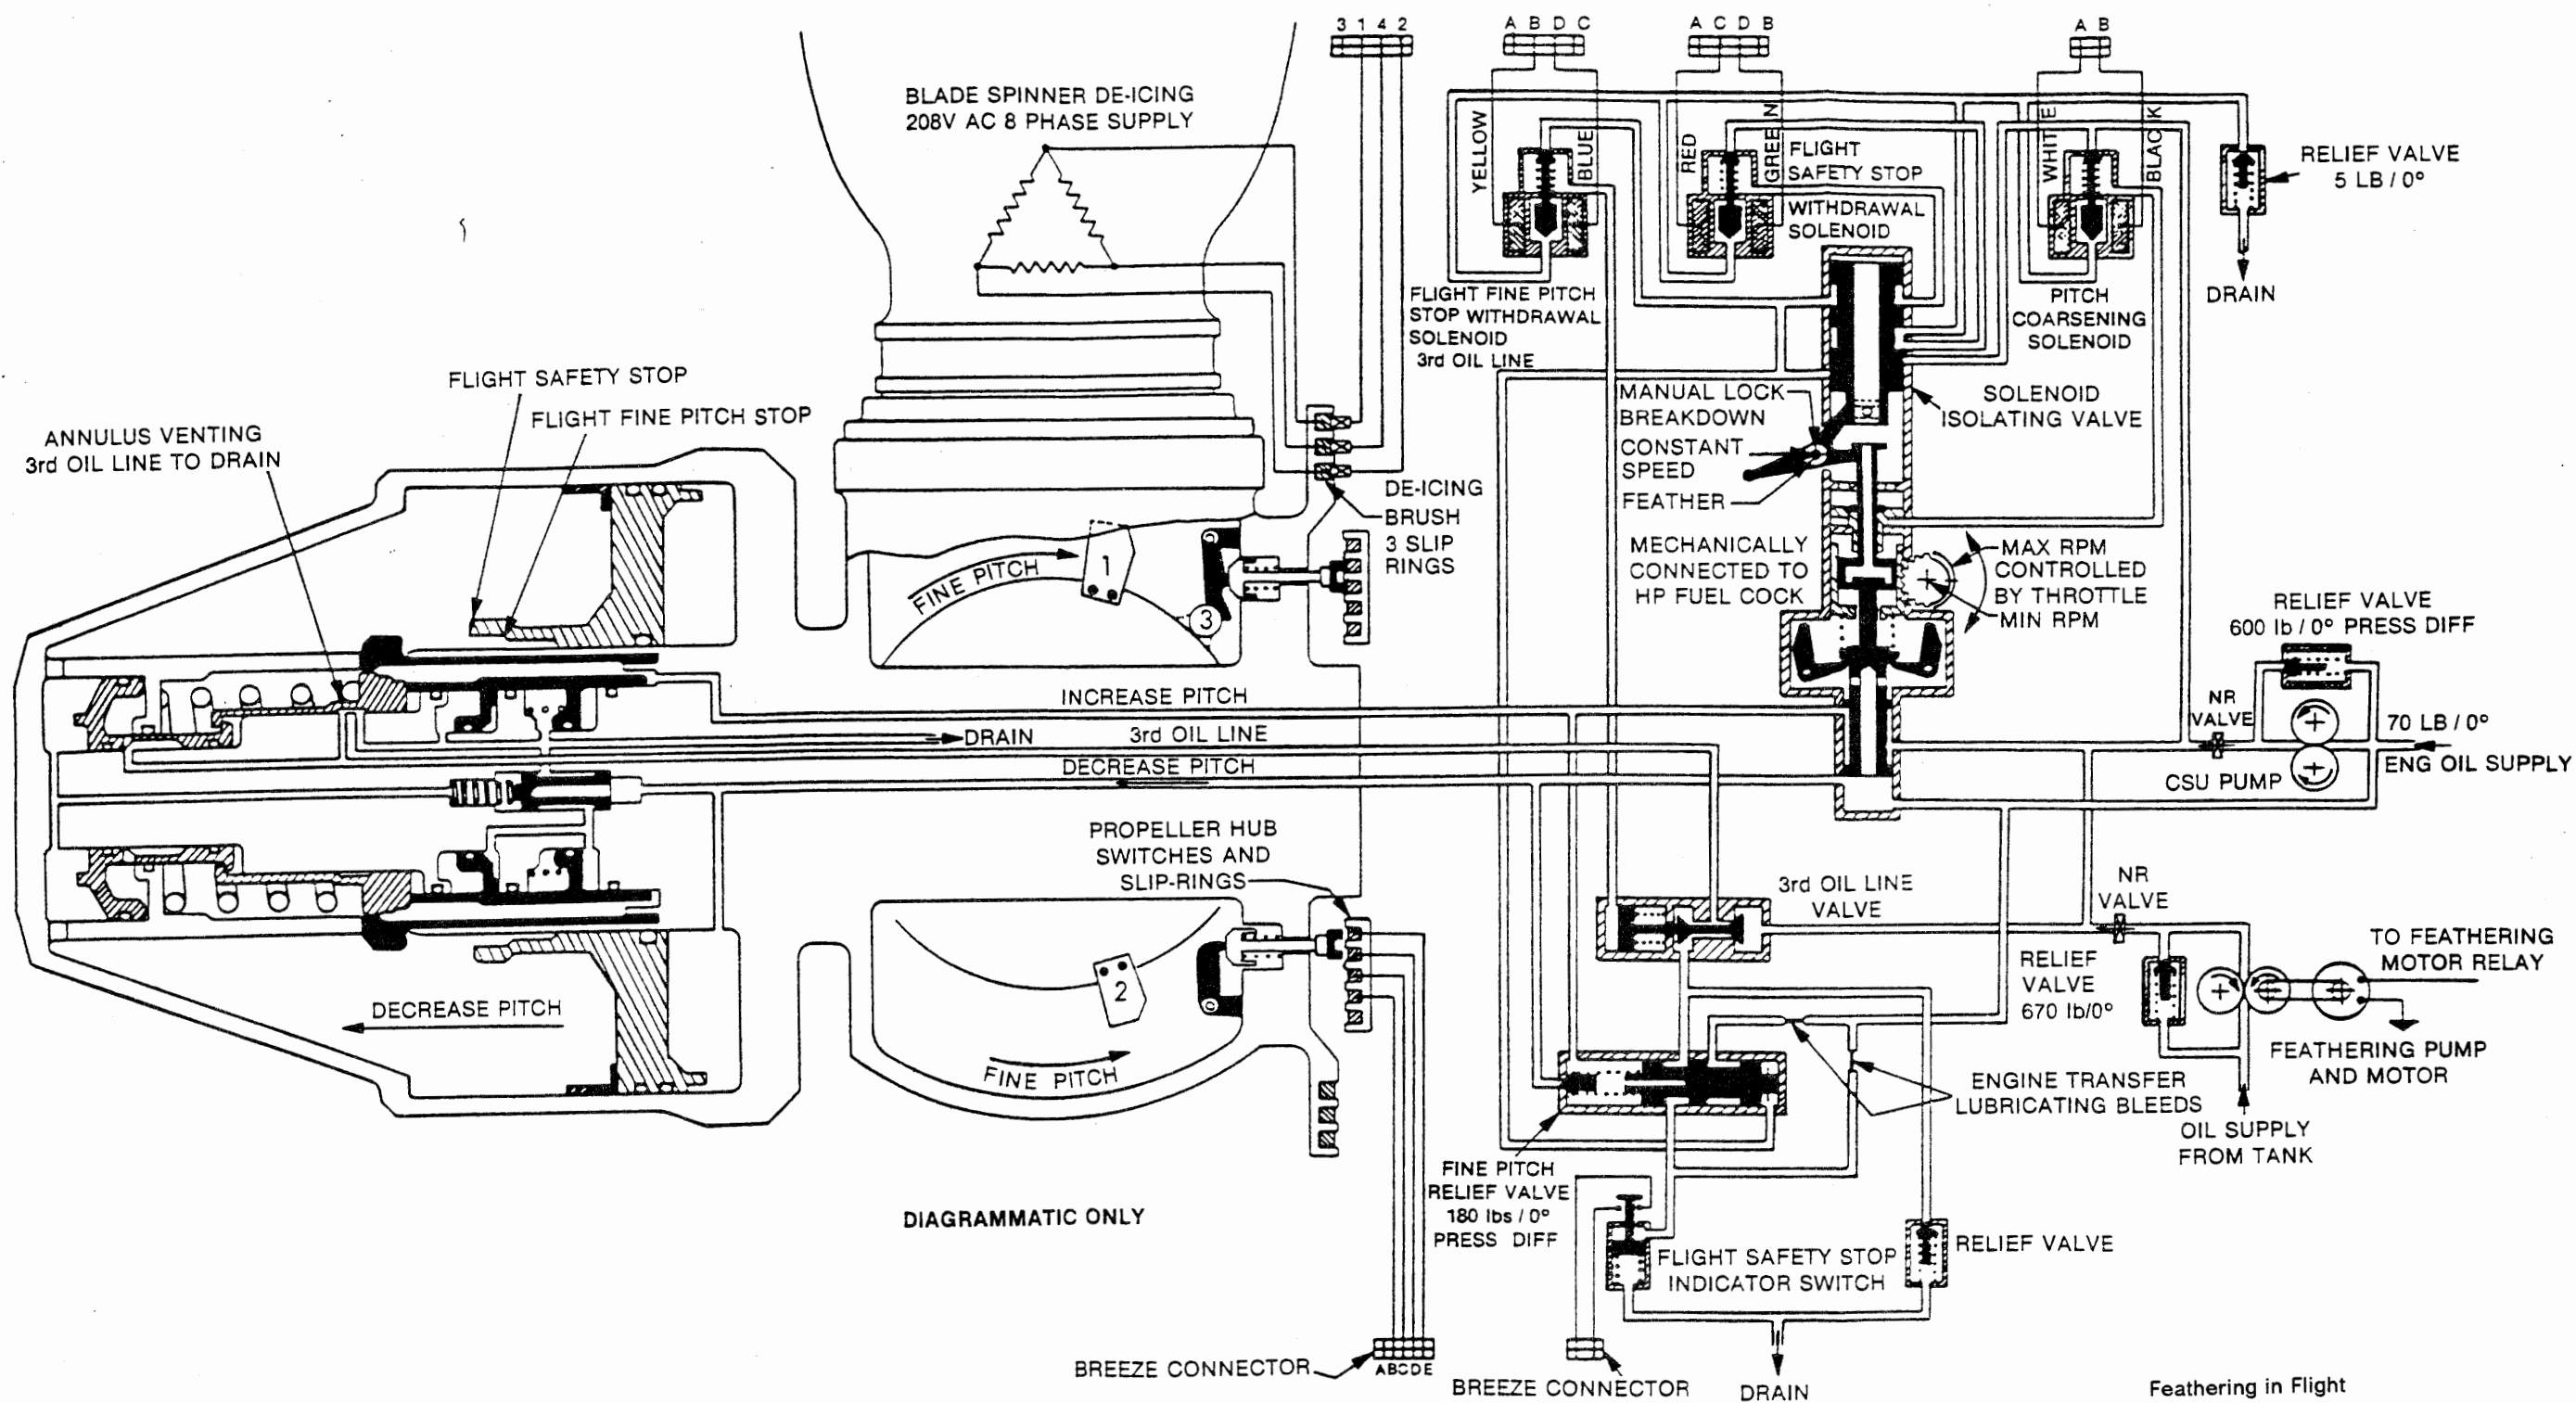 3 1 4 2
A B D C
A C D B
A B
BLADE SPINNER DE-ICING
208V AC 8 PHASE SUPPLY
YELLOW
BLUE
RED
GREEN
WHITE
BLACK
FLIGHT
SAFETY STOP
WITHDRAWAL
SOLENOID
RELIEF VALVE
5 LB / 0°
DRAIN
FLIGHT FINE PITCH
STOP WITHDRAWAL
SOLENOID
3rd OIL LINE
PITCH
COARSENING
SOLENOID
FLIGHT SAFETY STOP
FLIGHT FINE PITCH STOP
ANNULUS VENTING
3rd OIL LINE TO DRAIN
MANUAL LOCK
BREAKDOWN
CONSTANT
SPEED
FEATHER
SOLENOID
ISOLATING VALVE
DE-ICING
BRUSH
3 SLIP
RINGS
FINE PITCH
1
3
MECHANICALLY
CONNECTED TO
HP FUEL COCK
MAX RPM
CONTROLLED
BY THROTTLE
MIN RPM
RELIEF VALVE
600 lb / 0° PRESS DIFF
INCREASE PITCH
DRAIN
3rd OIL LINE
DECREASE PITCH
NR
VALVE
70 LB / 0°
ENG OIL SUPPLY
CSU PUMP
PROPELLER HUB
SWITCHES AND
SLIP-RINGS
3rd OIL LINE
VALVE
NR
VALVE
RELIEF
VALVE
670 lb/0°
TO FEATHERING
MOTOR RELAY
FEATHERING PUMP
AND MOTOR
DECREASE PITCH
2
FINE PITCH
ENGINE TRANSFER
LUBRICATING BLEEDS
OIL SUPPLY
FROM TANK
FINE PITCH
RELIEF VALVE
180 lbs / 0°
PRESS DIFF
DIAGRAMMATIC ONLY
FLIGHT SAFETY STOP
INDICATOR SWITCH
RELIEF VALVE
BREEZE CONNECTOR
ABCDE
BREEZE CONNECTOR
DRAIN
Feathering in Flight